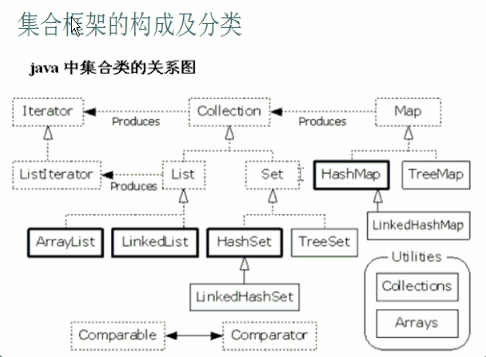 集合框架的构成及分类
java 中集合类的关系图
Iterator
Collection
Map
Produces
Produces
ListIterator
List
Set
HashMap
TreeMap
Produces
LinkedHashMap
ArrayList
LinkedList
HashSet
TreeSet
Utilities
Collections
LinkedHashSet
Arrays
Comparable
Comparator